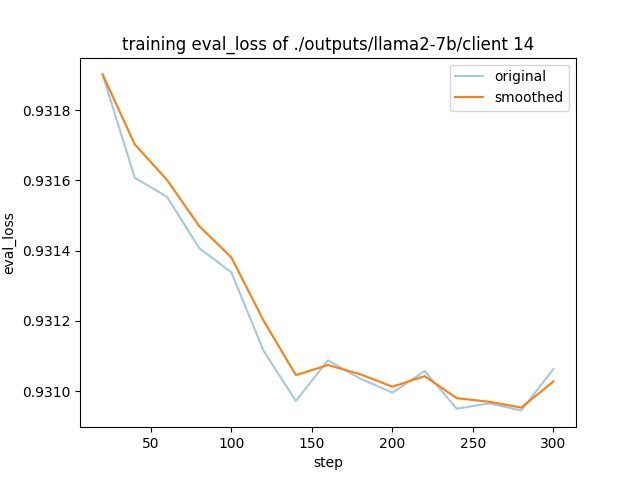 training eval_loss of ./outputs/llama2-7b/client 14
original
smoothed
0.9318
0.9316
0.9314
0.9312
0.9310
eval_loss
50
100
150
200
250
300
step